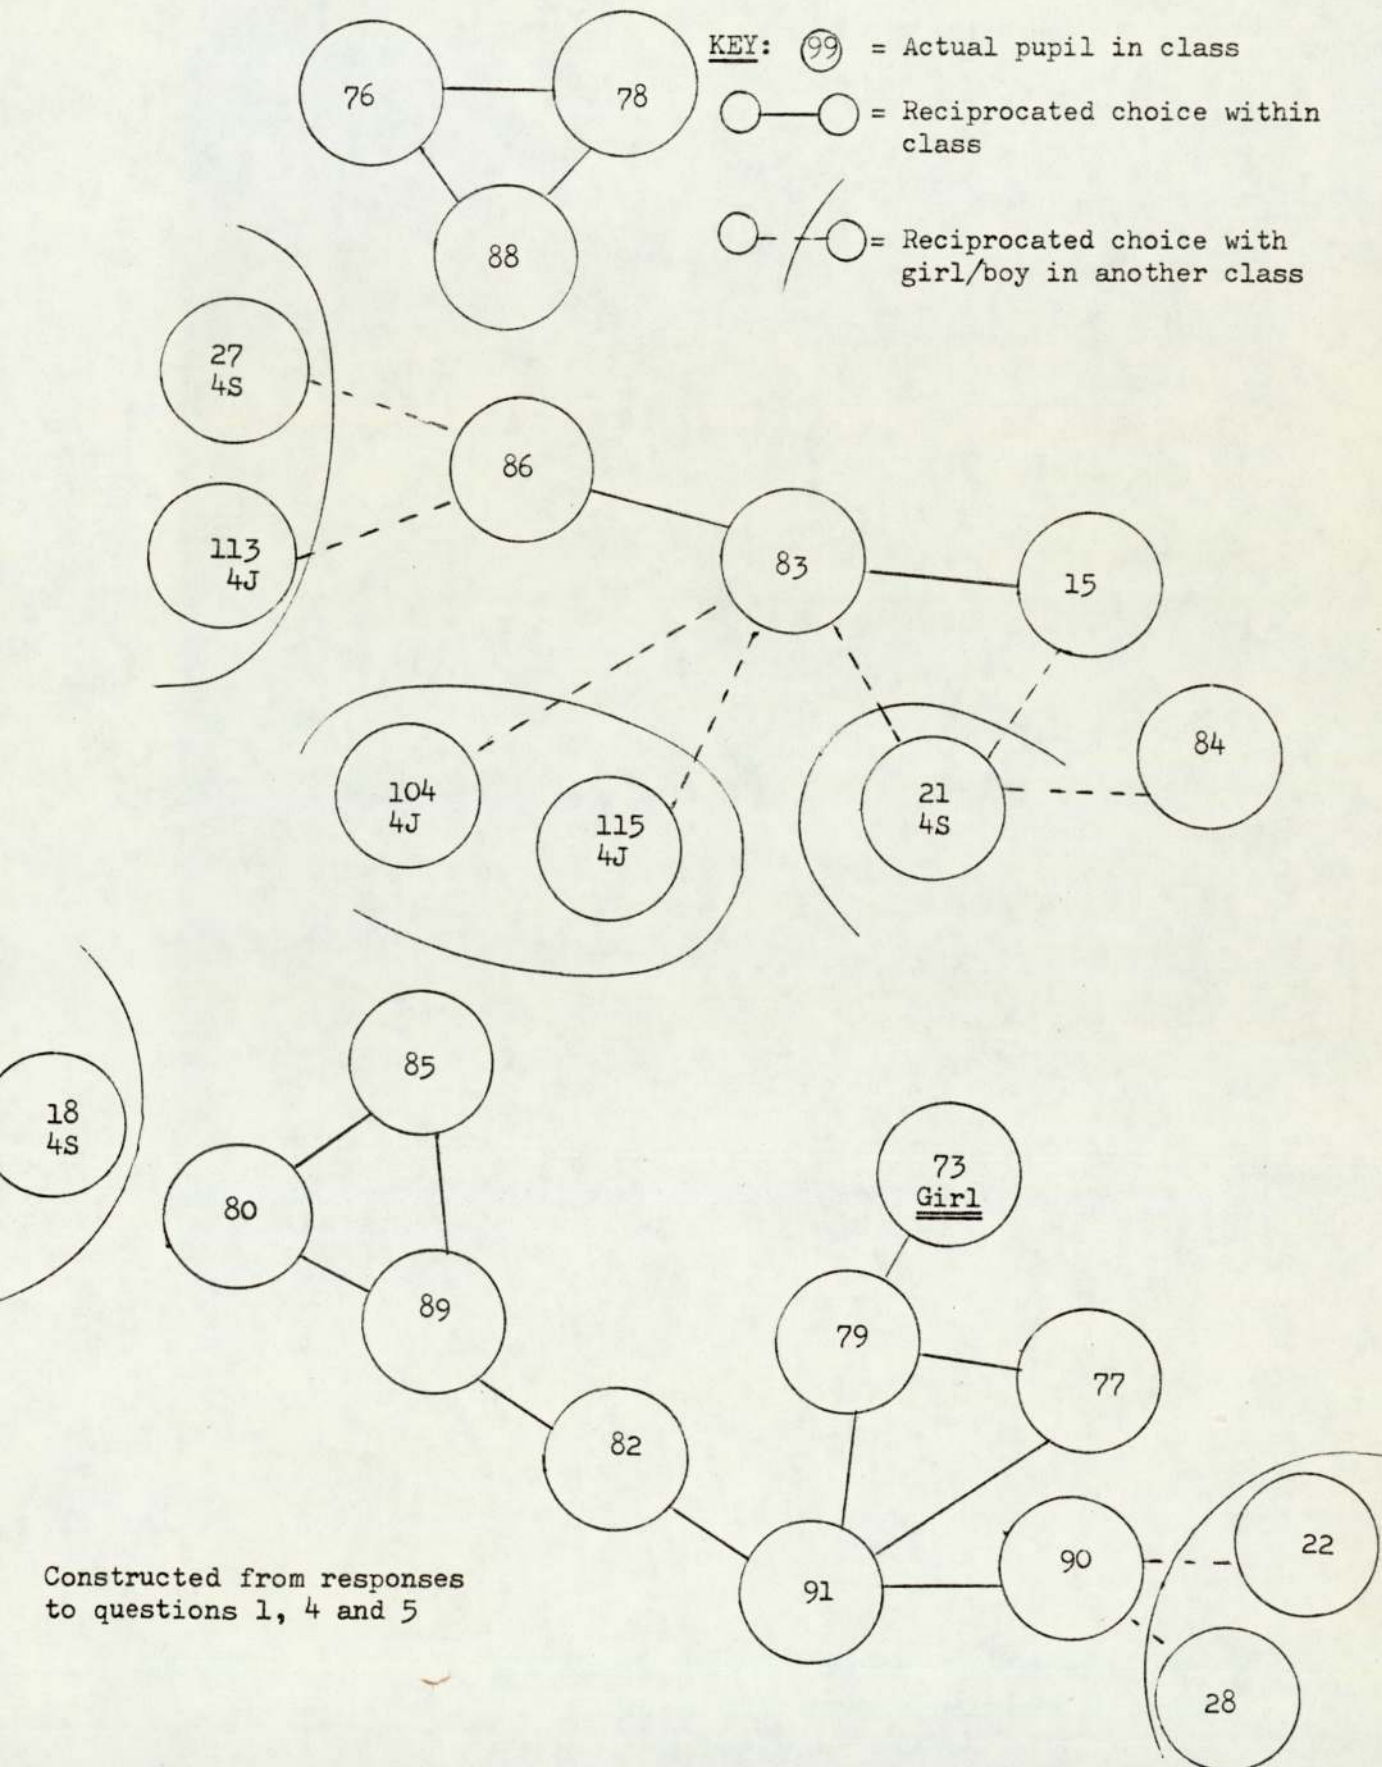 KEY: 99 = Actual pupil in class
= Reciprocated choice within
class
= Reciprocated choice with
girl/boy in another class
76
78
88
27
4S
86
113
4J
83
15
84
104
4J
115
4J
21
4S
85
18
4S
80
73
Girl
89
79
77
82
22
90
91
28
Constructed from responses
to questions 1, 4 and 5